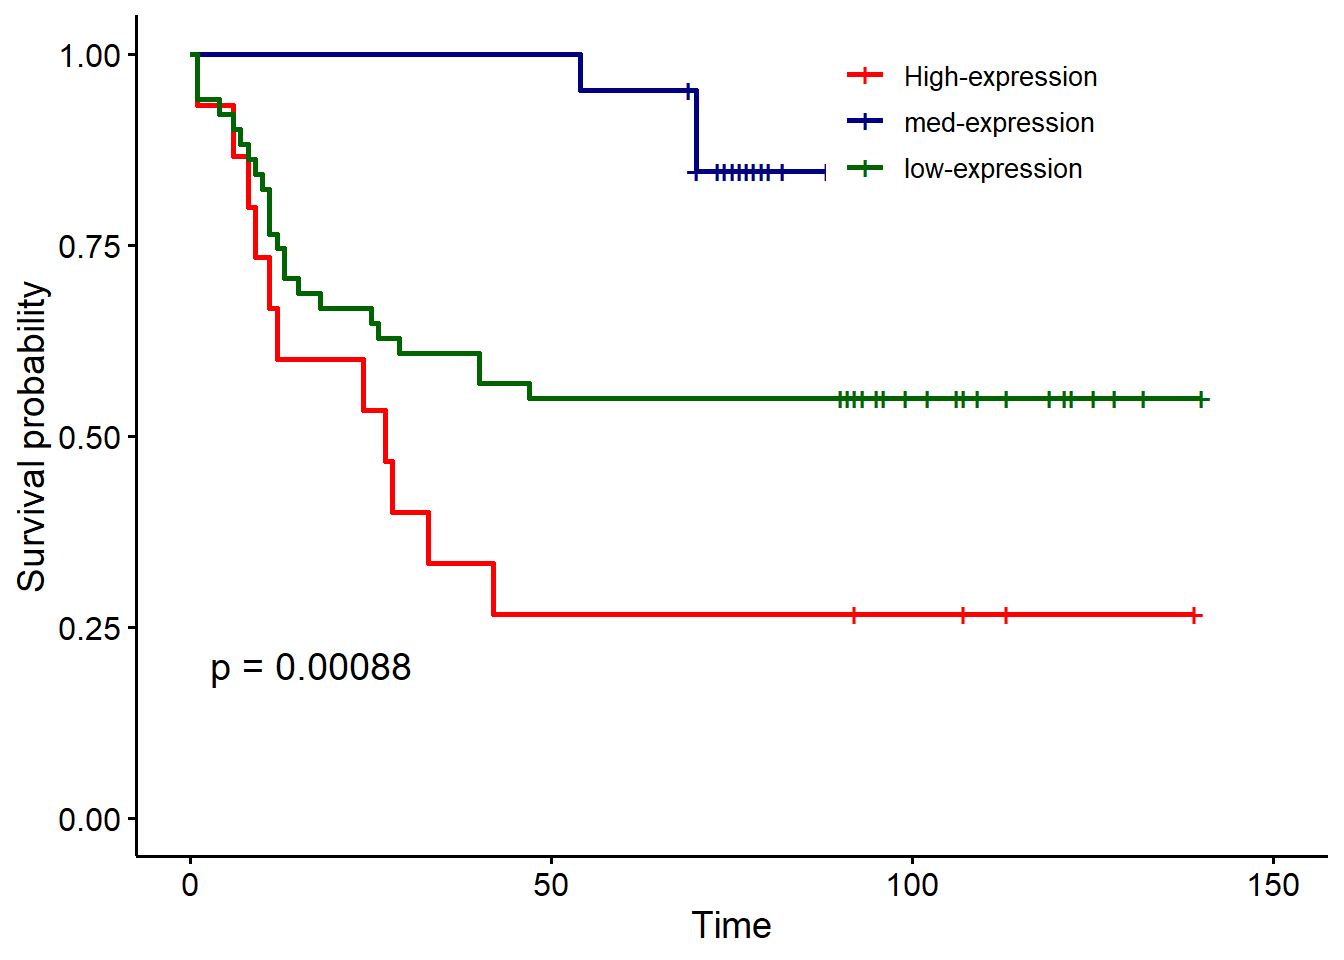 1.00
0.75
0.50
0.25
0.00
Survival probability
High-expression
med-expression
low-expression
p = 0.00088
0 50 100 150
Time